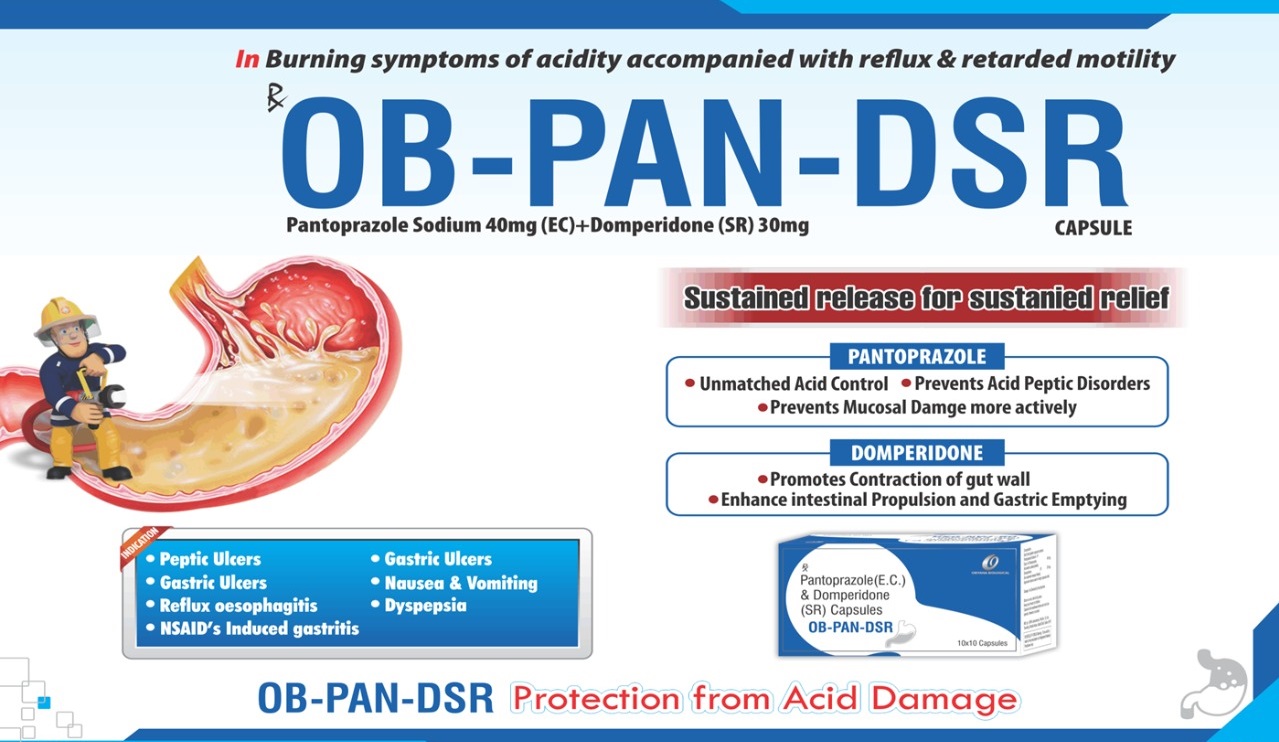 In Burning symptoms of acidity accompanied with reflux & retarded motility
Rx
OB-PAN-DSR
Pantoprazole Sodium 40mg (EC)+Domperidone (SR) 30mg
CAPSULE
Sustained release for sustanied relief
PANTOPRAZOLE
• Unmatched Acid Control • Prevents Acid Peptic Disorders
• Prevents Mucosal Damge more actively
DOMPERIDONE
• Promotes Contraction of gut wall
• Enhance intestinal Propulsion and Gastric Emptying
INDICATION
• Peptic Ulcers
• Gastric Ulcers
• Reflux oesophagitis
• NSAID's Induced gastritis
• Gastric Ulcers
• Nausea & Vomiting
• Dyspepsia
Rx
Pantoprazole(E.C.)
& Domperidone
(SR) Capsules
OB-PAN-DSR
10x10 Capsules
OB-PAN-DSR Protection from Acid Damage